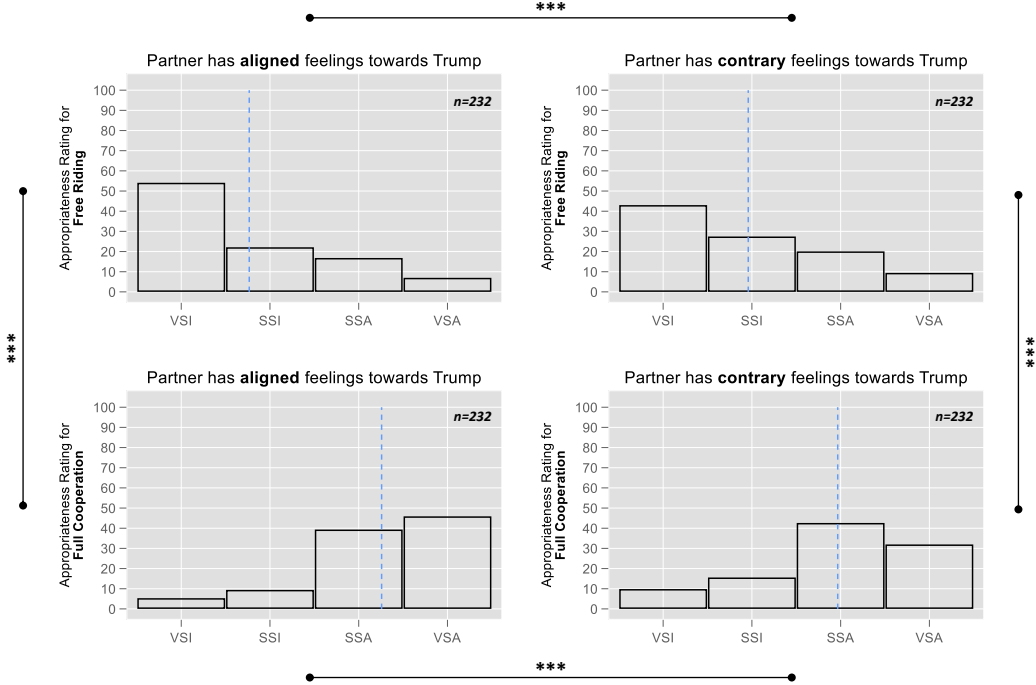 ***
Partner has aligned feelings towards Trump
Appropriateness Rating for
Free Riding
100
90
80
70
60
50
40
30
20
10
0
n=232
VSI SSI SSA VSA
Partner has contrary feelings towards Trump
Appropriateness Rating for
Free Riding
100
90
80
70
60
50
40
30
20
10
0
n=232
VSI SSI SSA VSA
***
***
Partner has aligned feelings towards Trump
Appropriateness Rating for
Full Cooperation
100
90
80
70
60
50
40
30
20
10
0
n=232
VSI SSI SSA VSA
Partner has contrary feelings towards Trump
Appropriateness Rating for
Full Cooperation
100
90
80
70
60
50
40
30
20
10
0
n=232
VSI SSI SSA VSA
***